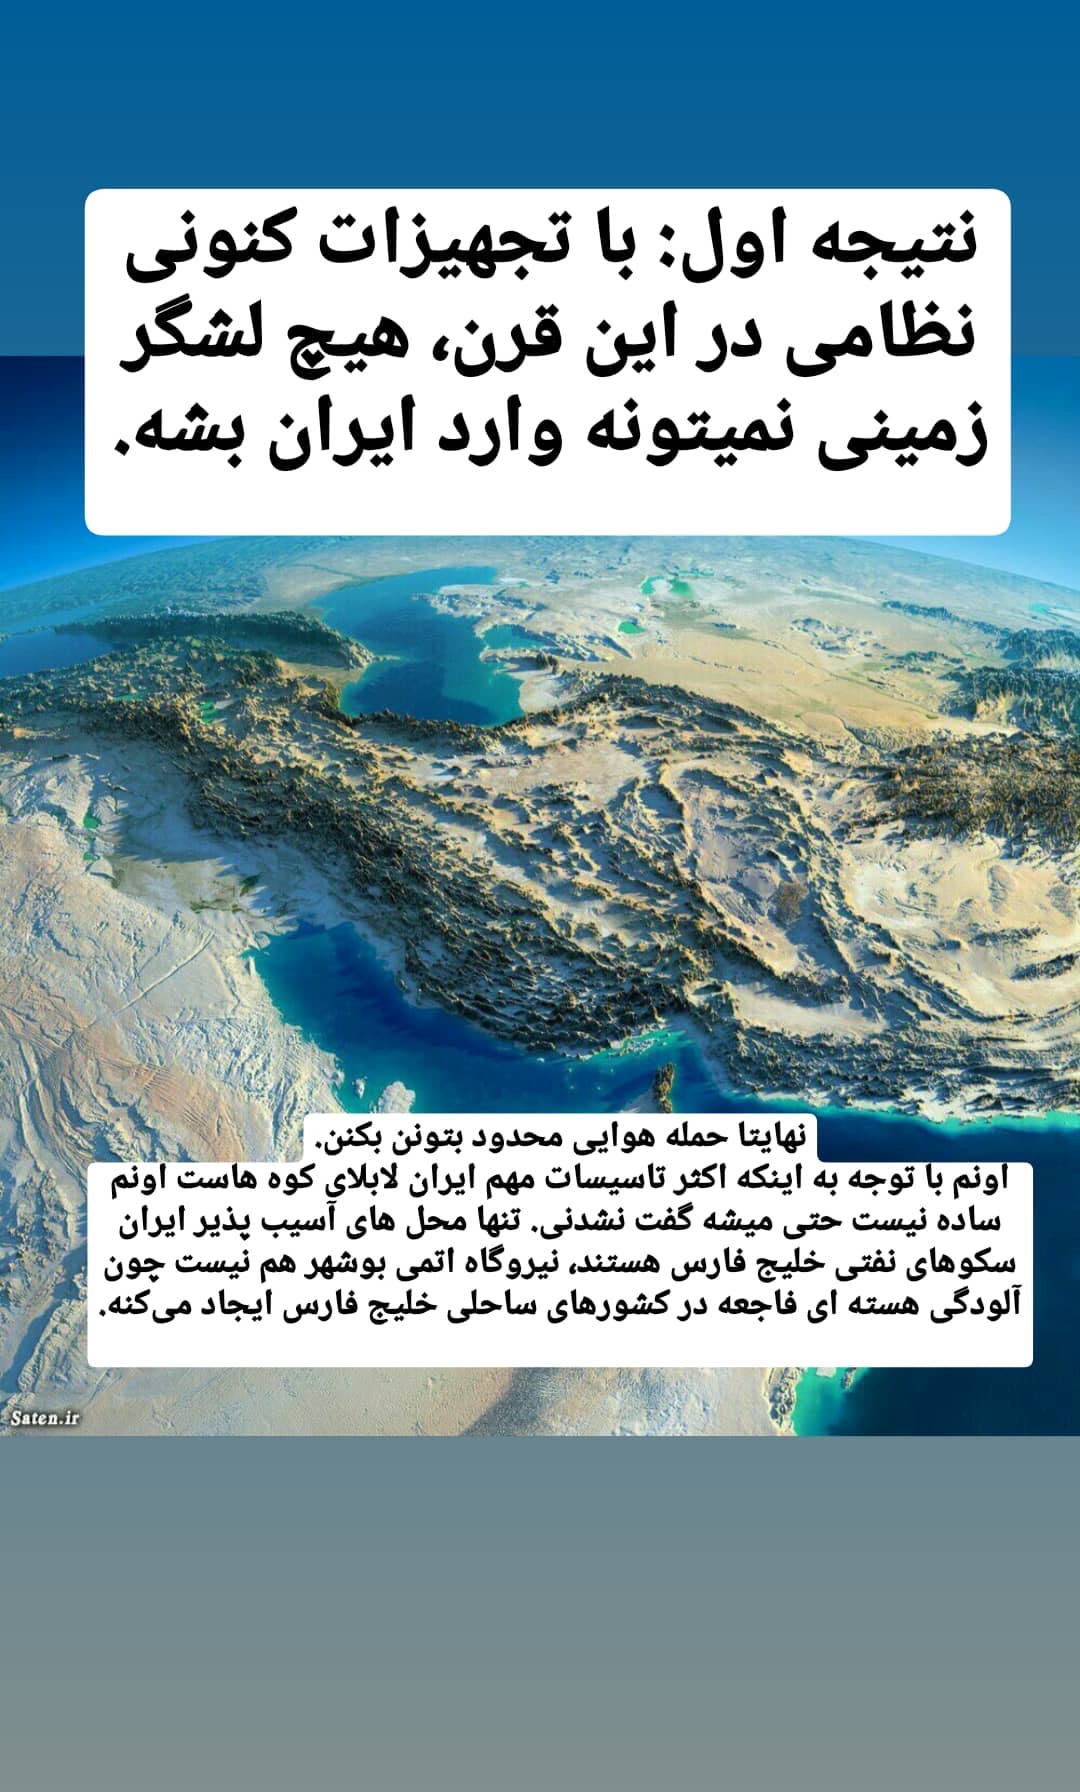 نتیجه اول: با تجهیزات کنونی
نظامی در این قرن، هیچ لشگر
زمینی نمیتونه وارد ایران بشه.
نهایتا حمله هوایی محدود بتونن بکنن.
اونم با توجه به اینکه اکثر تاسیسات مهم ایران لابلای کوه هاست اونم
ساده نیست حتی میشه گفت نشدنی. تنها محل های آسیب پذیر ایران
سکوهای نفتی خلیج فارس هستند، نیروگاه اتمی بوشهر هم نیست چون
آلودگی هسته ای فاجعه در کشورهای ساحلی خلیج فارس ایجاد می‌کنه.
Saten.ir